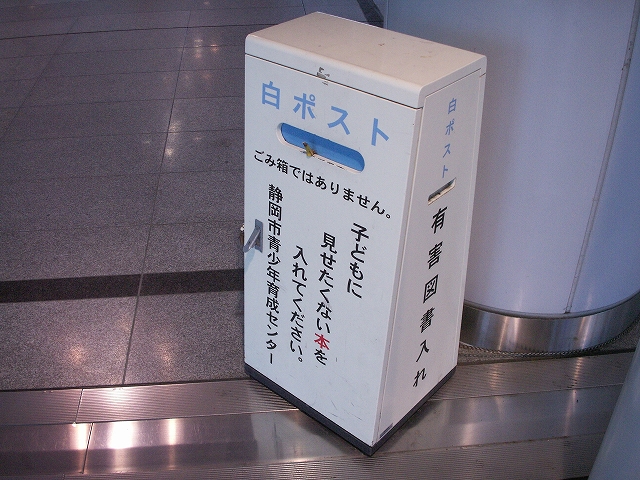 白ポスト
ごみ箱ではありません。
子どもに
見せたくない本を
入れてください。
静岡市青少年育成センター
白ポスト
有害図書入れ